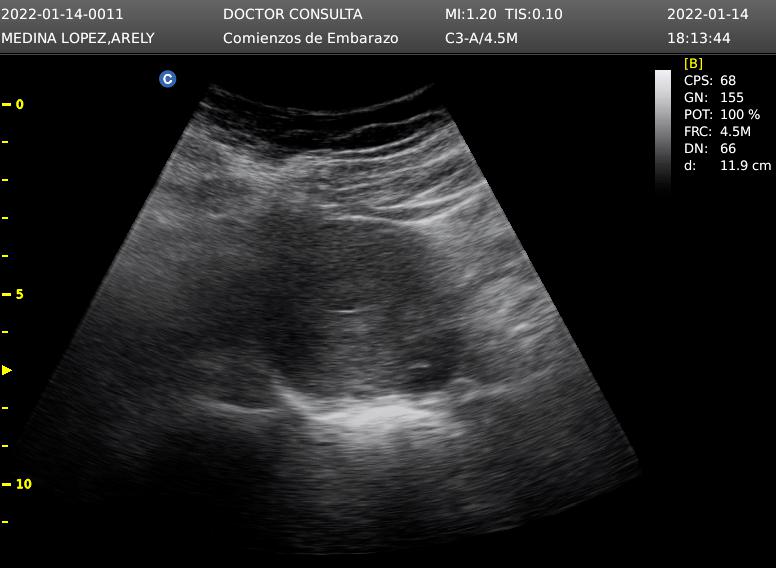 2022-01-14-0011 DOCTOR CONSULTA MI:1.20 TIS:0.10 2022-01-14
MEDINA LOPEZ,ARELY Comienzos de Embarazo C3-A/4.5M 18:13:44
C
[B]
CPS: 68
GN: 155
POT: 100 %
FRC: 4.5M
DN: 66
d: 11.9 cm
0
5
10